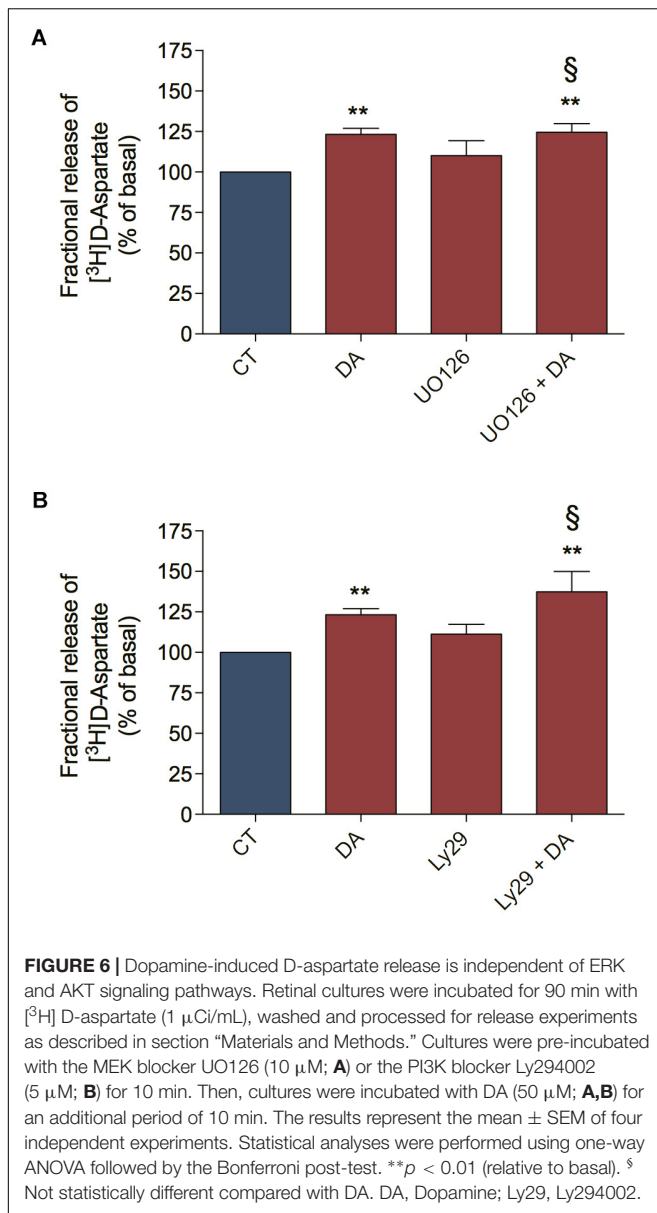 A
Fractional release of
[³H]D-Aspartate
(% of basal)
175
150
125
100
75
50
25
0
**
§
**
CT
DA
UO126
UO126 + DA
B
Fractional release of
[³H]D-Aspartate
(% of basal)
175
150
125
100
75
50
25
0
**
§
**
CT
DA
Ly29
Ly29 + DA
FIGURE 6 | Dopamine-induced D-aspartate release is independent of ERK
and AKT signaling pathways. Retinal cultures were incubated for 90 min with
[³H] D-aspartate (1 μCi/mL), washed and processed for release experiments
as described in section “Materials and Methods.” Cultures were pre-incubated
with the MEK blocker UO126 (10 μM; A) or the PI3K blocker Ly294002
(5 μM; B) for 10 min. Then, cultures were incubated with DA (50 μM; A,B) for
an additional period of 10 min. The results represent the mean ± SEM of four
independent experiments. Statistical analyses were performed using one-way
ANOVA followed by the Bonferroni post-test. **p < 0.01 (relative to basal). §
Not statistically different compared with DA. DA, Dopamine; Ly29, Ly294002.